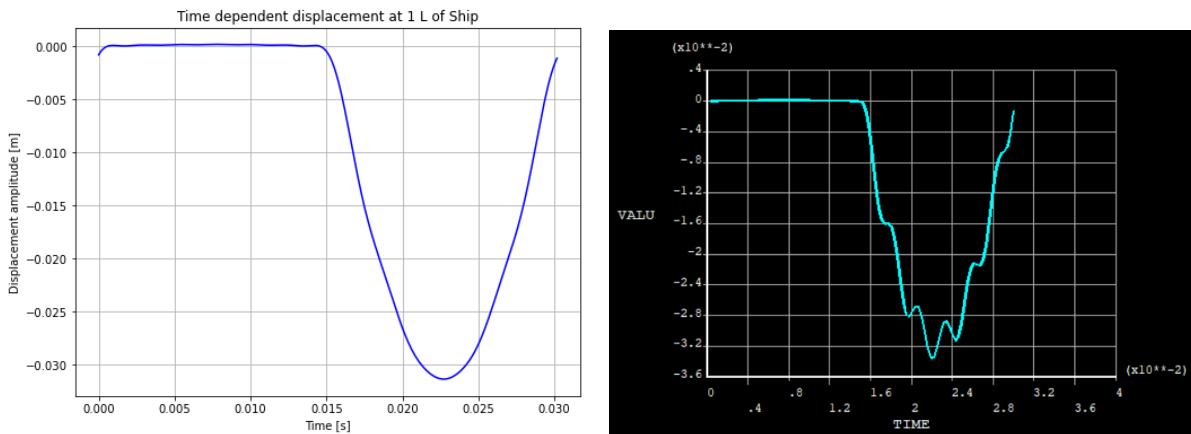 Time dependent displacement at 1 L of Ship
0.000
−0.005
−0.010
−0.015
−0.020
−0.025
−0.030
Displacement amplitude [m]
0.000 0.005 0.010 0.015 0.020 0.025 0.030
Time [s]
(x10**-2)
.4
0
-.4
-.8
-1.2
-1.6
-2
-2.4
-2.8
-3.2
-3.6
VALU
(x10**-2)
0 .8 1.6 2.4 3.2 4
.4 1.2 2 2.8 3.6
TIME